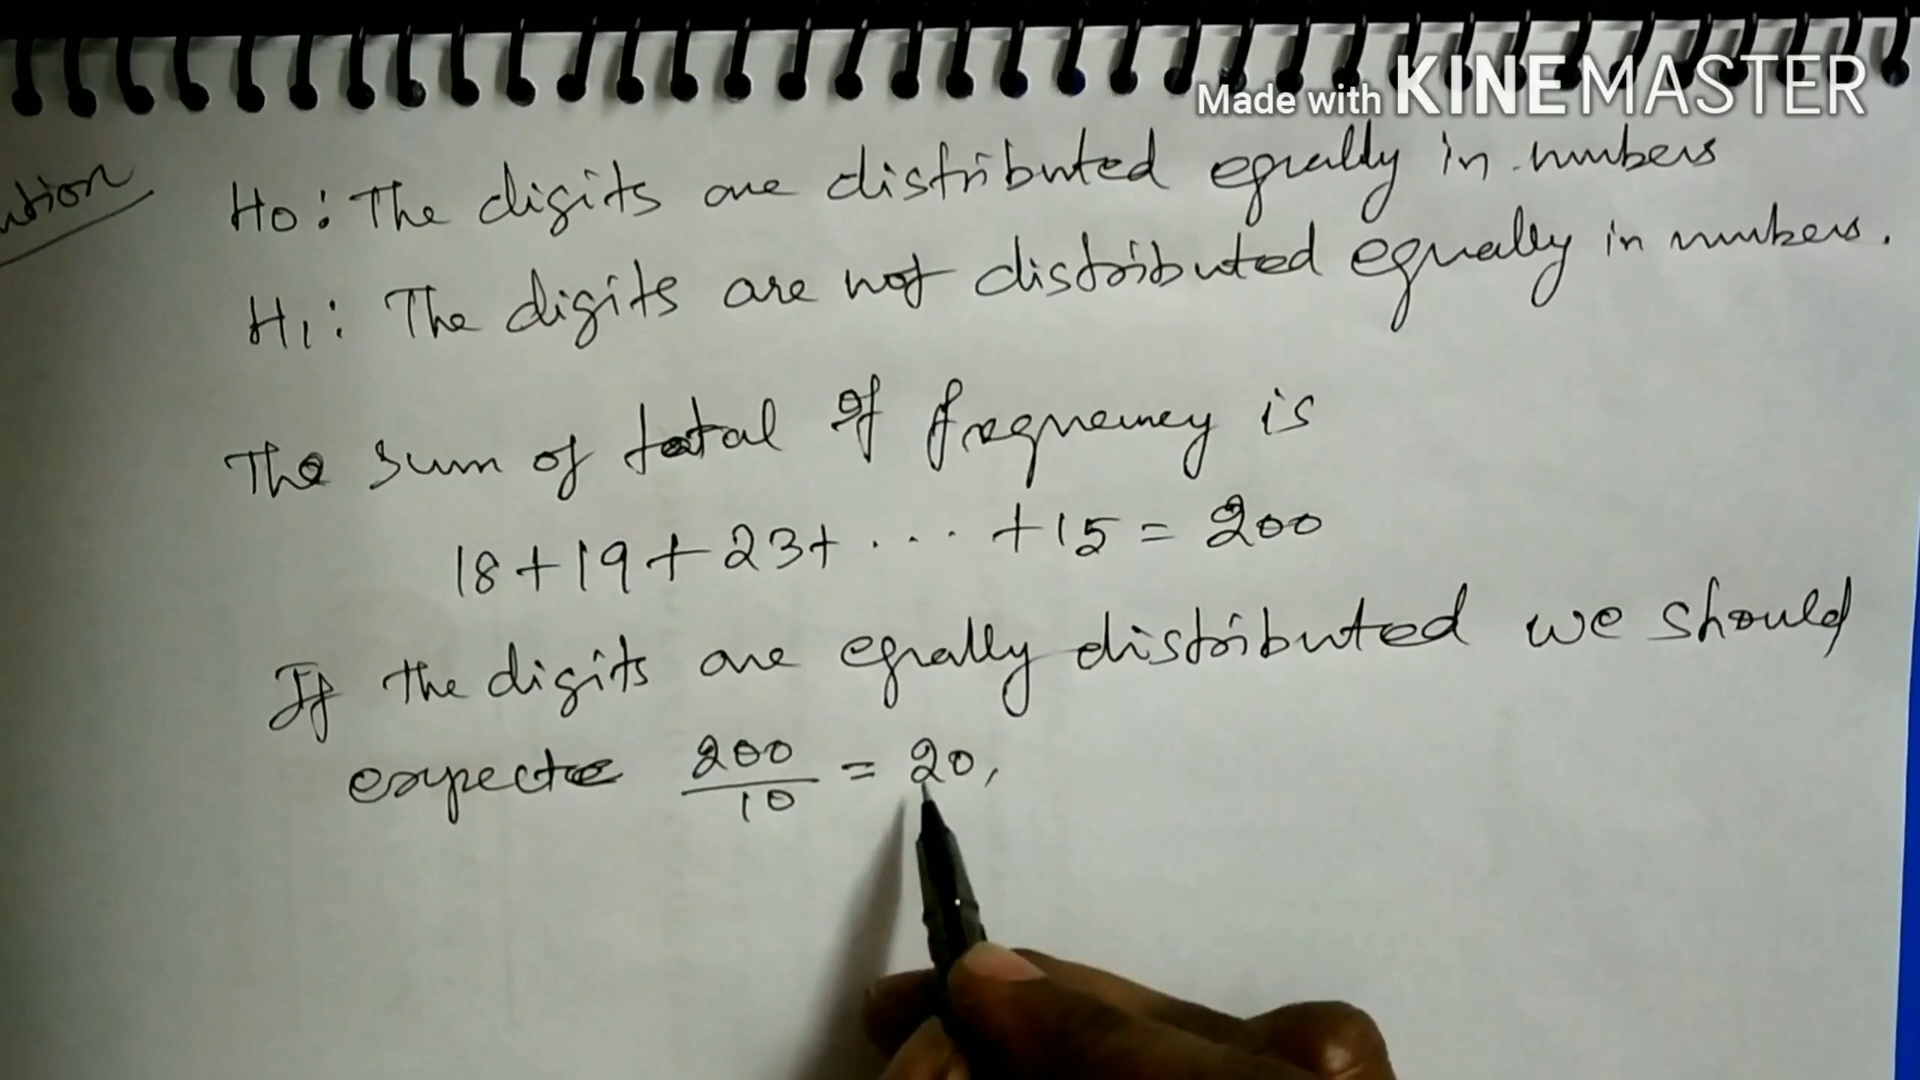 Made with KINEMASTER
ution
H0: The digits are distributed equally in numbers
H1: The digits are not distributed equally in numbers.
The sum of total of frequency is
18+19+23+ ... +15 = 200
If the digits are equally distributed we should
expecte 200/10 = 20,